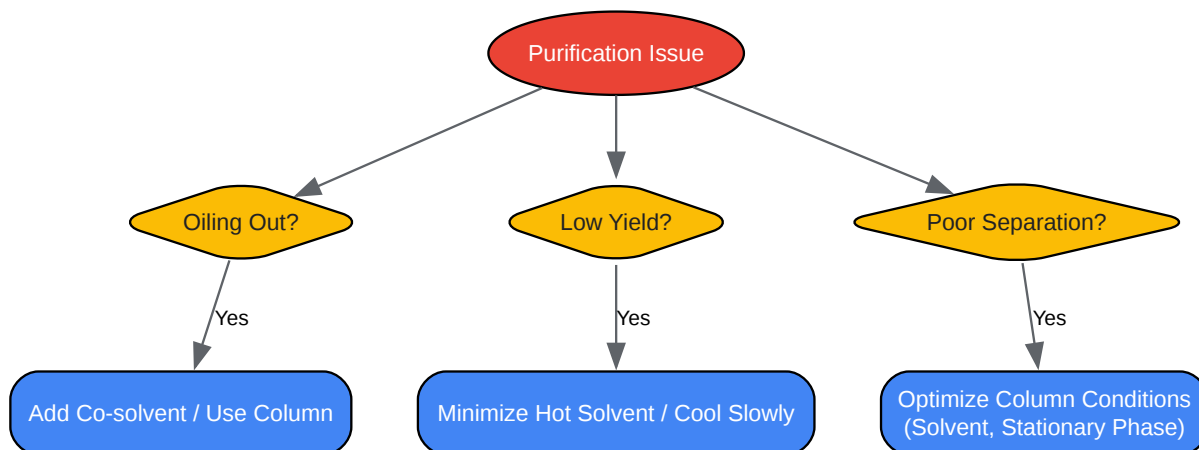 Purification Issue
Oiling Out?
Low Yield?
Poor Separation?
Yes
Yes
Yes
Add Co-solvent / Use Column
Minimize Hot Solvent / Cool Slowly
Optimize Column Conditions
(Solvent, Stationary Phase)